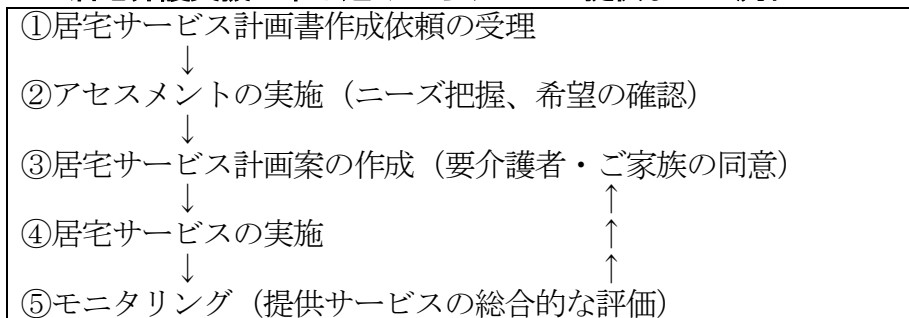 ①居宅サービス計画書作成依頼の受理
↓
②アセスメントの実施（ニーズ把握、希望の確認）
↓
③居宅サービス計画案の作成（要介護者・ご家族の同意）
↓ ↑
④居宅サービスの実施 ↑
↓ ↑
⑤モニタリング（提供サービスの総合的な評価）